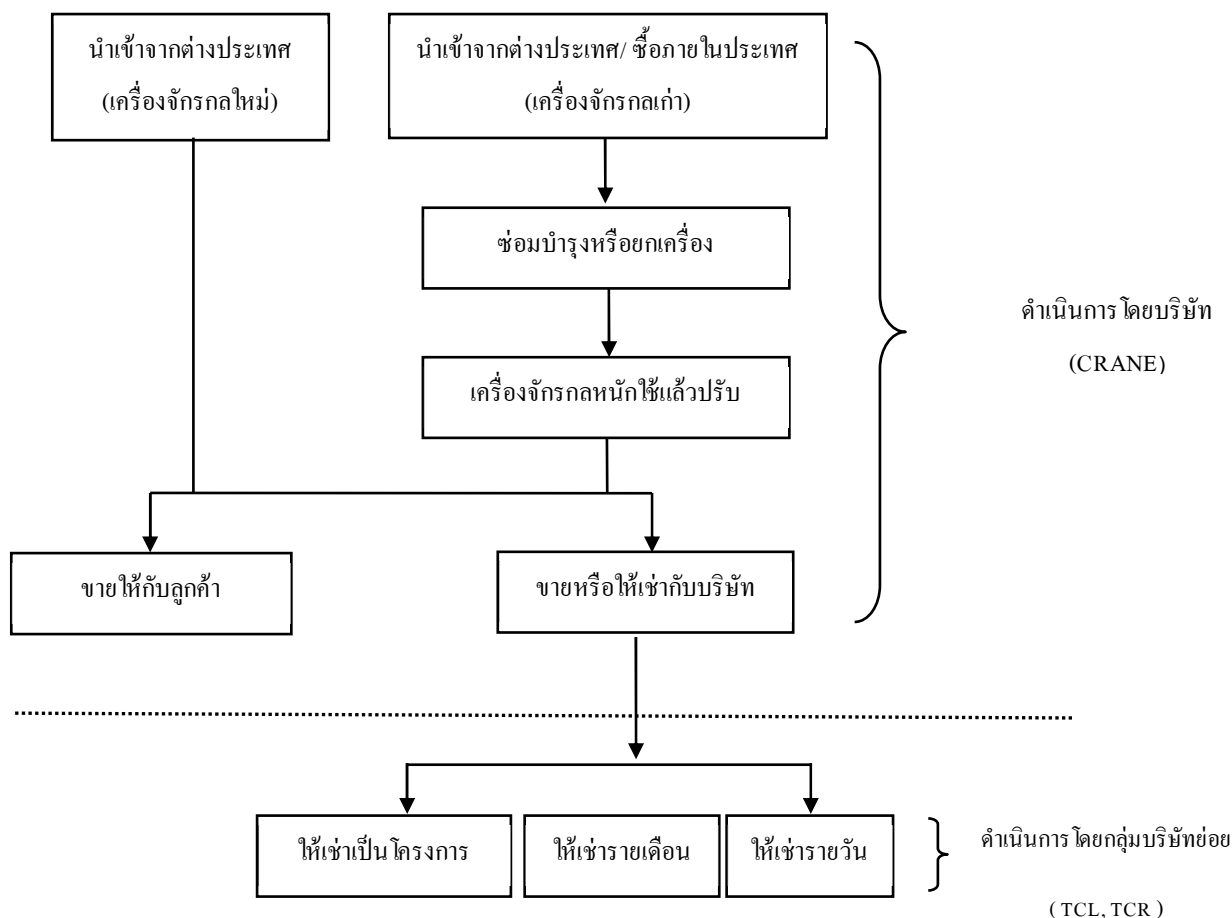 นำเข้าจากต่างประเทศ
(เครื่องจักรกลใหม่)
นำเข้าจากต่างประเทศ/ ซื้อภายในประเทศ
(เครื่องจักรกลเก่า)
ซ่อมบำรุงหรือยกเครื่อง
เครื่องจักรกลหนักใช้แล้วปรับ
ดำเนินการโดยบริษัท
(CRANE)
ขายให้กับลูกค้า
ขายหรือให้เช่ากับบริษัท
ให้เช่าเป็นโครงการ
ให้เช่ารายเดือน
ให้เช่ารายวัน
ดำเนินการโดยกลุ่มบริษัทย่อย
( TCL, TCR )